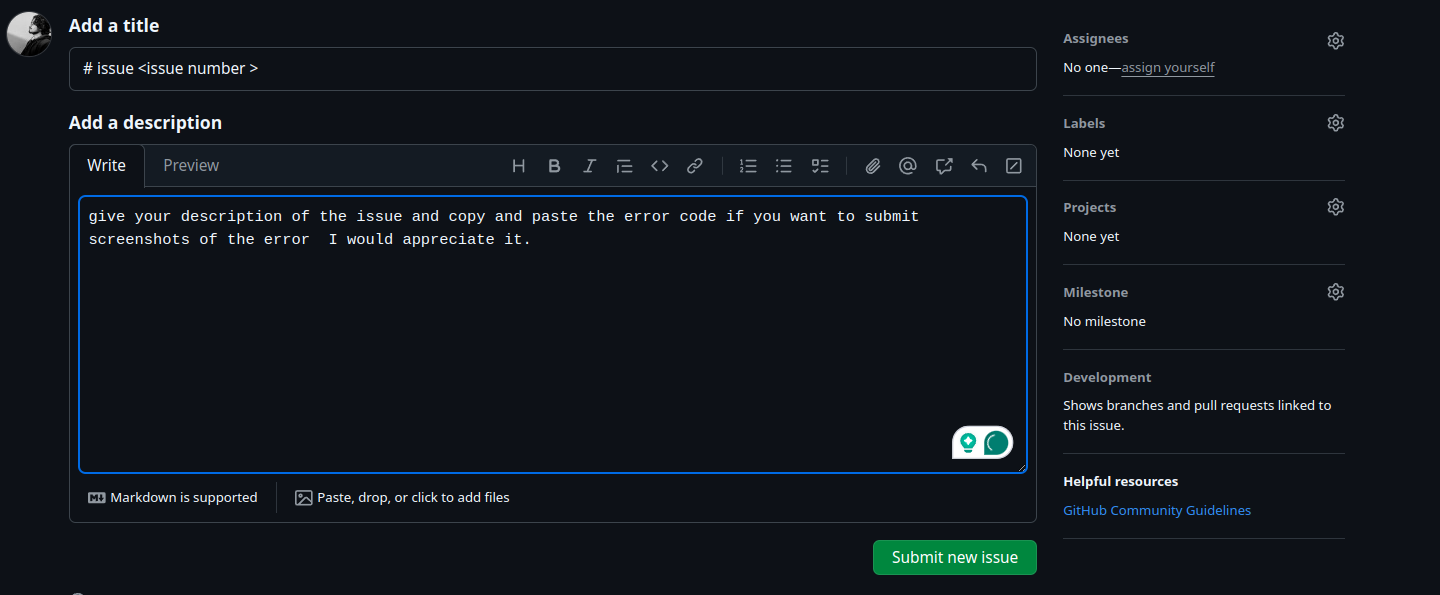 Add a title
# issue <issue number >
Add a description
Write Preview
give your description of the issue and copy and paste the error code if you want to submit
screenshots of the error  I would appreciate it.
Markdown is supported
Paste, drop, or click to add files
Submit new issue
Assignees
No one—assign yourself
Labels
None yet
Projects
None yet
Milestone
No milestone
Development
Shows branches and pull requests linked to
this issue.
Helpful resources
GitHub Community Guidelines